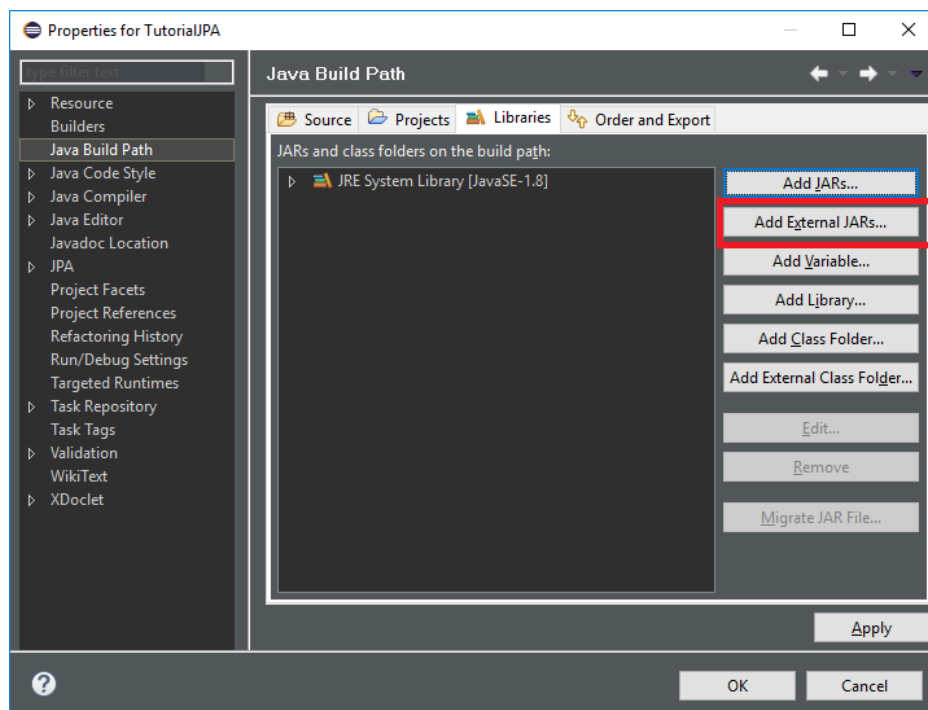 Properties for TutorialJPA
type filter text
Java Build Path
Resource
Builders
Java Build Path
Java Code Style
Java Compiler
Java Editor
Javadoc Location
JPA
Project Facets
Project References
Refactoring History
Run/Debug Settings
Targeted Runtimes
Task Repository
Task Tags
Validation
WikiText
XDoclet
Source Projects Libraries Order and Export
JARs and class folders on the build path:
JRE System Library [JavaSE-1.8]
Add JARs...
Add External JARs...
Add Variable...
Add Library...
Add Class Folder...
Add External Class Folder...
Edit...
Remove
Migrate JAR File...
Apply
OK Cancel